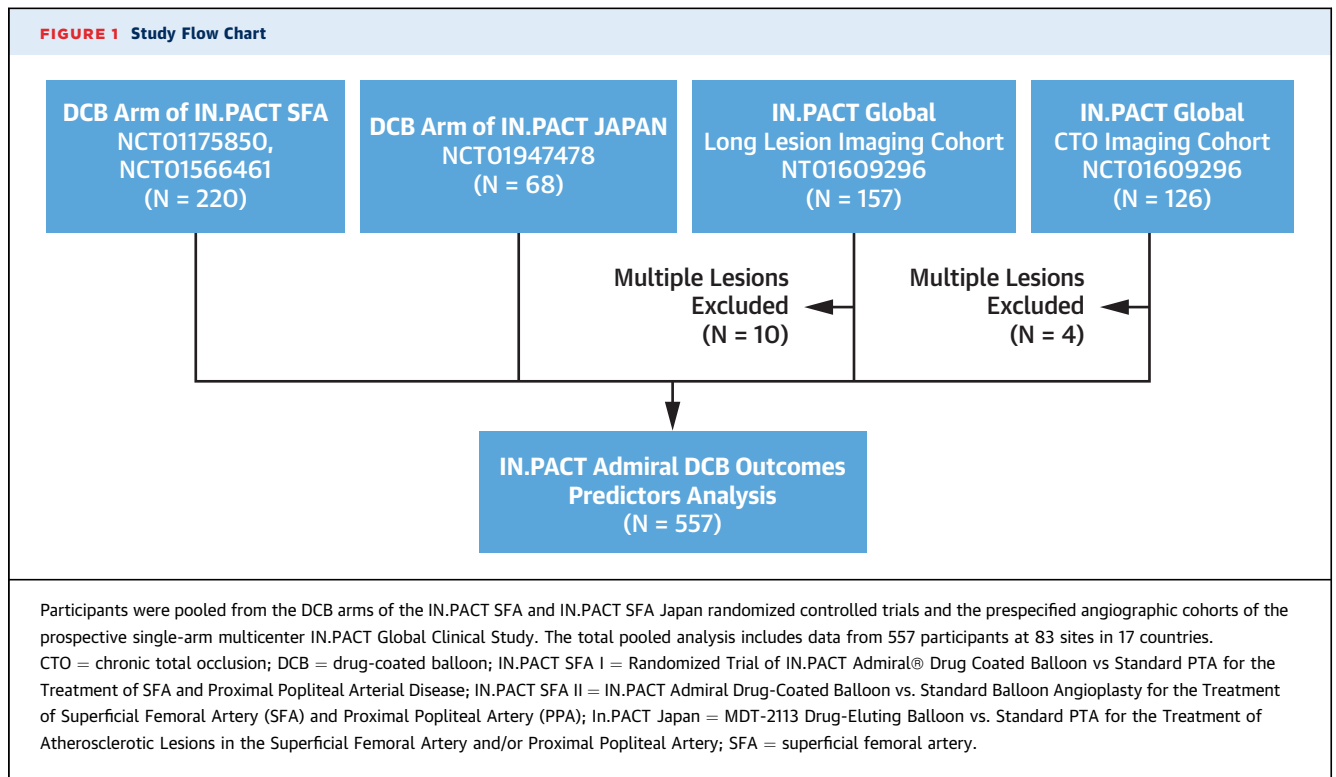 FIGURE 1 Study Flow Chart
DCB Arm of IN.PACT SFA
NCT01175850,
NCT01566461
(N = 220)
DCB Arm of IN.PACT JAPAN
NCT01947478
(N = 68)
IN.PACT Global
Long Lesion Imaging Cohort
NT01609296
(N = 157)
IN.PACT Global
CTO Imaging Cohort
NCT01609296
(N = 126)
Multiple Lesions
Excluded
(N = 10)
Multiple Lesions
Excluded
(N = 4)
IN.PACT Admiral DCB Outcomes
Predictors Analysis
(N = 557)
Participants were pooled from the DCB arms of the IN.PACT SFA and IN.PACT SFA Japan randomized controlled trials and the prespecified angiographic cohorts of the
prospective single-arm multicenter IN.PACT Global Clinical Study. The total pooled analysis includes data from 557 participants at 83 sites in 17 countries.
CTO = chronic total occlusion; DCB = drug-coated balloon; IN.PACT SFA I = Randomized Trial of IN.PACT Admiral® Drug Coated Balloon vs Standard PTA for the
Treatment of SFA and Proximal Popliteal Arterial Disease; IN.PACT SFA II = IN.PACT Admiral Drug-Coated Balloon vs. Standard Balloon Angioplasty for the Treatment
of Superficial Femoral Artery (SFA) and Proximal Popliteal Artery (PPA); In.PACT Japan = MDT-2113 Drug-Eluting Balloon vs. Standard PTA for the Treatment of
Atherosclerotic Lesions in the Superficial Femoral Artery and/or Proximal Popliteal Artery; SFA = superficial femoral artery.